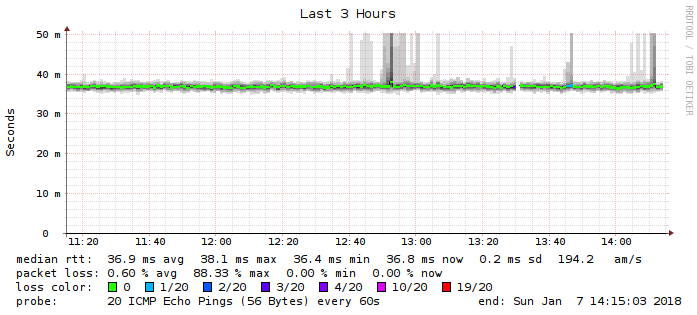 Last 3 Hours
RRDTOOL / TOBI OETIKER
Seconds
50 m
40 m
30 m
20 m
10 m
0
11:20 11:40 12:00 12:20 12:40 13:00 13:20 13:40 14:00
median rtt: 36.9 ms avg 38.1 ms max 36.4 ms min 36.8 ms now 0.2 ms sd 194.2 am/s
packet loss: 0.60 % avg 88.33 % max 0.00 % min 0.00 % now
loss color: 0 1/20 2/20 3/20 4/20 10/20 19/20
probe: 20 ICMP Echo Pings (56 Bytes) every 60s end: Sun Jan 7 14:15:03 2018